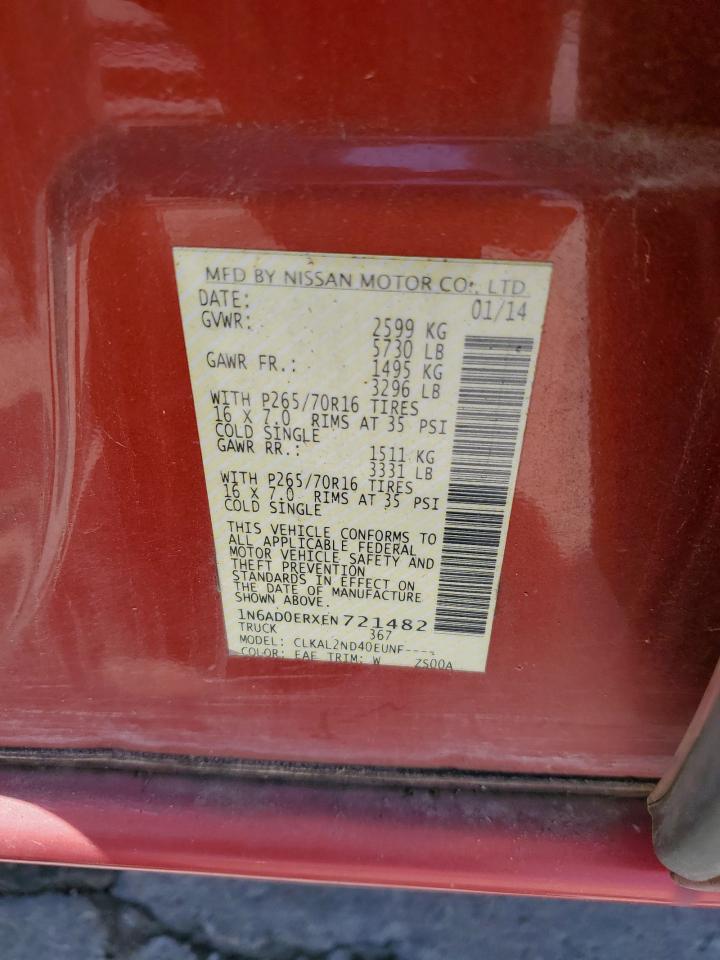 MFD BY NISSAN MOTOR CO., LTD.
DATE: 01/14
GVWR: 2599 KG
5730 LB
GAWR FR.: 1495 KG
3296 LB
WITH P265/70R16 TIRES
16 X 7.0 RIMS AT 35 PSI
COLD SINGLE
GAWR RR.: 1511 KG
3331 LB
WITH P265/70R16 TIRES
16 X 7.0 RIMS AT 35 PSI
COLD SINGLE
THIS VEHICLE CONFORMS TO
ALL APPLICABLE FEDERAL
MOTOR VEHICLE SAFETY AND
THEFT PREVENTION
STANDARDS IN EFFECT ON
THE DATE OF MANUFACTURE
SHOWN ABOVE.
1N6AD0ERXEN721482
TRUCK 367
MODEL: CLKAL2ND40EUNF----
COLOR: EAE TRIM: W ZS00A